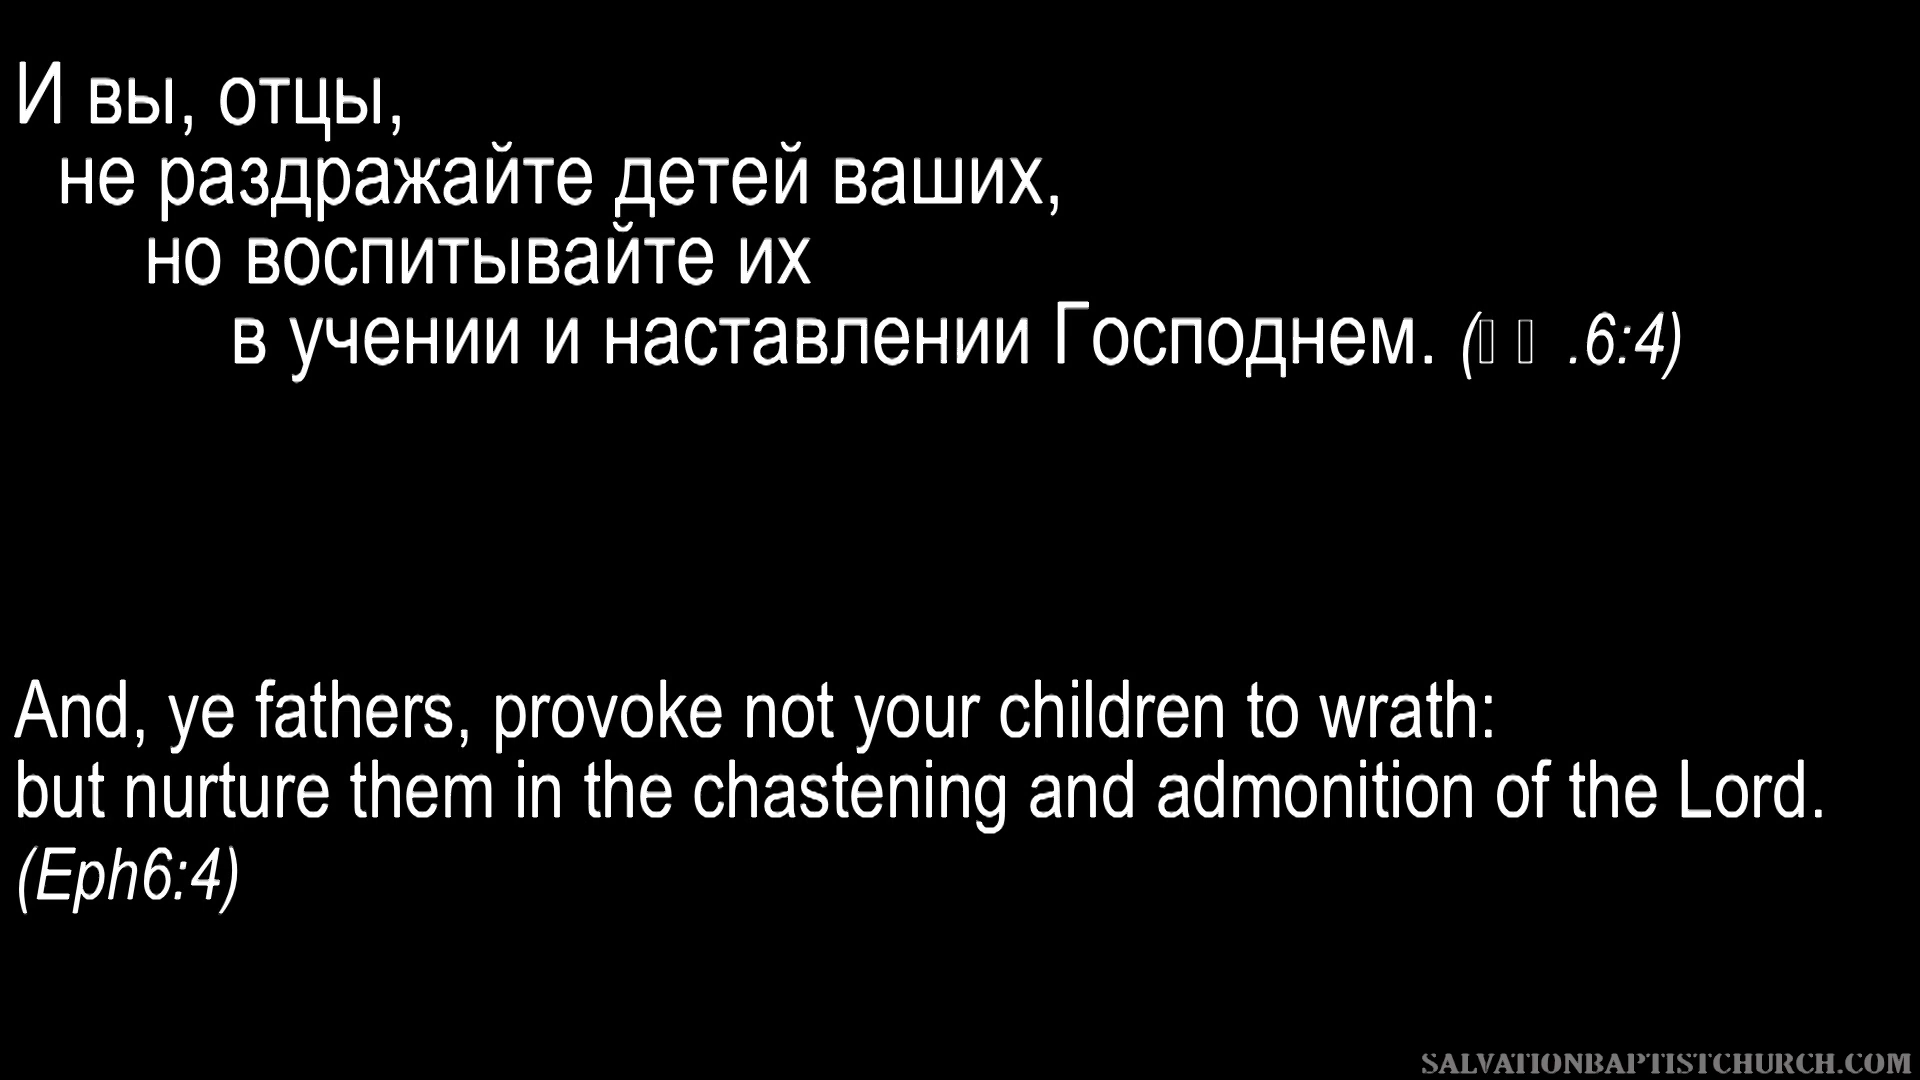 И вы, отцы,
не раздражайте детей ваших,
но воспитывайте их
в учении и наставлении Господнем. ( .6:4)
And, ye fathers, provoke not your children to wrath:
but nurture them in the chastening and admonition of the Lord.
(Eph6:4)
SALVATIONBAPTISTCHURCH.COM